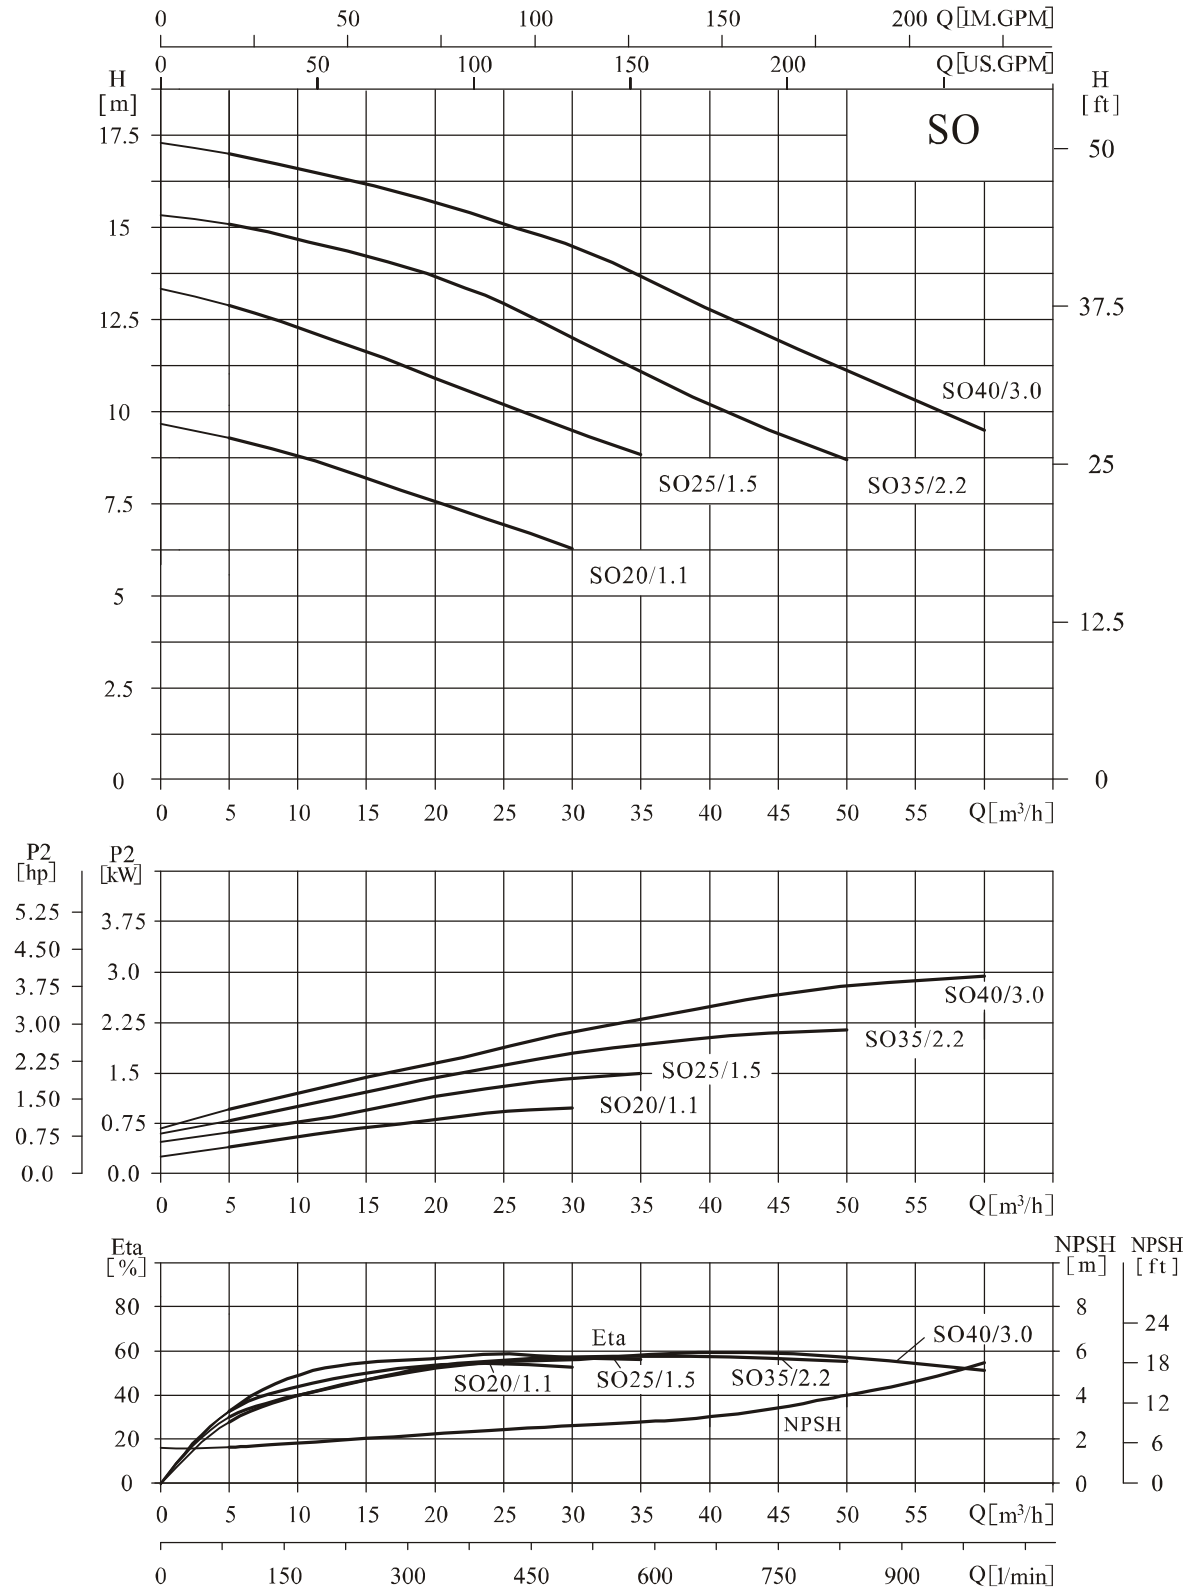 0 50 100 150 200 Q[IM.GPM]
0 50 100 150 200 Q[US.GPM]
H
[m]
H
[ft]
SO
17.5
50
15
12.5
37.5
SO40/3.0
10
25
SO25/1.5
SO35/2.2
7.5
SO20/1.1
5
12.5
2.5
0
0
0 5 10 15 20 25 30 35 40 45 50 55 Q[m³/h]
P2
[hp]
P2
[kW]
5.25
3.75
4.50
3.75
3.0
SO40/3.0
3.00
2.25
SO35/2.2
2.25
1.5
SO25/1.5
1.50
SO20/1.1
0.75
0.75
0.0
0.0
0 5 10 15 20 25 30 35 40 45 50 55 Q[m³/h]
Eta
[%]
NPSH
[m]
NPSH
[ft]
80
8
24
Eta
SO40/3.0
60
6
18
SO20/1.1
SO25/1.5
SO35/2.2
40
4
12
NPSH
20
2
6
0
0
0
0 5 10 15 20 25 30 35 40 45 50 55 Q[m³/h]
0 150 300 450 600 750 900 Q[l/min]